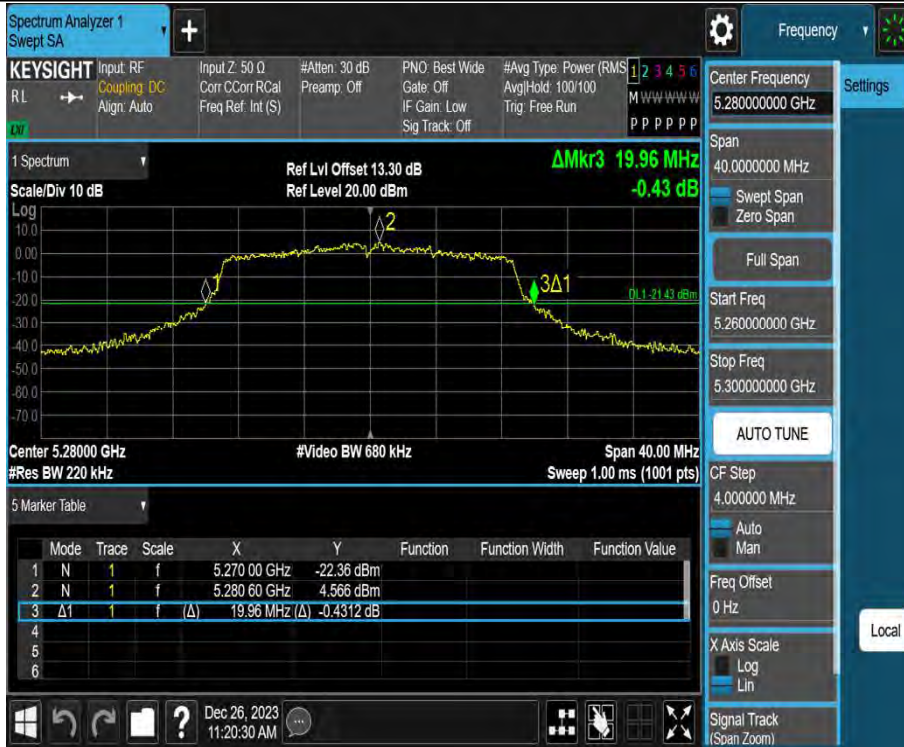 Spectrum Analyzer 1
Swept SA
+
Frequency
KEYSIGHT
RL
Input: RF
Coupling: DC
Align: Auto
Input Z: 50 Ω
Corr CCorr RCal
Freq Ref: Int (S)
#Atten: 30 dB
Preamp: Off
PNO: Best Wide
Gate: Off
IF Gain: Low
Sig Track: Off
#Avg Type: Power (RMS
Avg|Hold: 100/100
Trig: Free Run
1 2 3 4 5 6
M W W W W W
P P P P P P
1 Spectrum
Scale/Div 10 dB
Ref Lvl Offset 13.30 dB
Ref Level 20.00 dBm
ΔMkr3 19.96 MHz
-0.43 dB
Log
10.0
0.00
-10.0
-20.0
-30.0
-40.0
-50.0
-60.0
-70.0
1
2
3Δ1
DL1 -21.43 dBm
Center 5.28000 GHz
#Res BW 220 kHz
#Video BW 680 kHz
Span 40.00 MHz
Sweep 1.00 ms (1001 pts)
5 Marker Table
Mode Trace Scale X Y Function Function Width Function Value
1 N 1 f 5.270 00 GHz -22.36 dBm
2 N 1 f 5.280 60 GHz 4.566 dBm
3 Δ1 1 f (Δ) 19.96 MHz (Δ) -0.4312 dB
4
5
6
?
Dec 26, 2023
11:20:30 AM
Center Frequency
5.280000000 GHz
Span
40.0000000 MHz
Swept Span
Zero Span
Full Span
Start Freq
5.260000000 GHz
Stop Freq
5.300000000 GHz
AUTO TUNE
CF Step
4.000000 MHz
Auto
Man
Freq Offset
0 Hz
X Axis Scale
Log
Lin
Signal Track
(Span Zoom)
Settings
Local